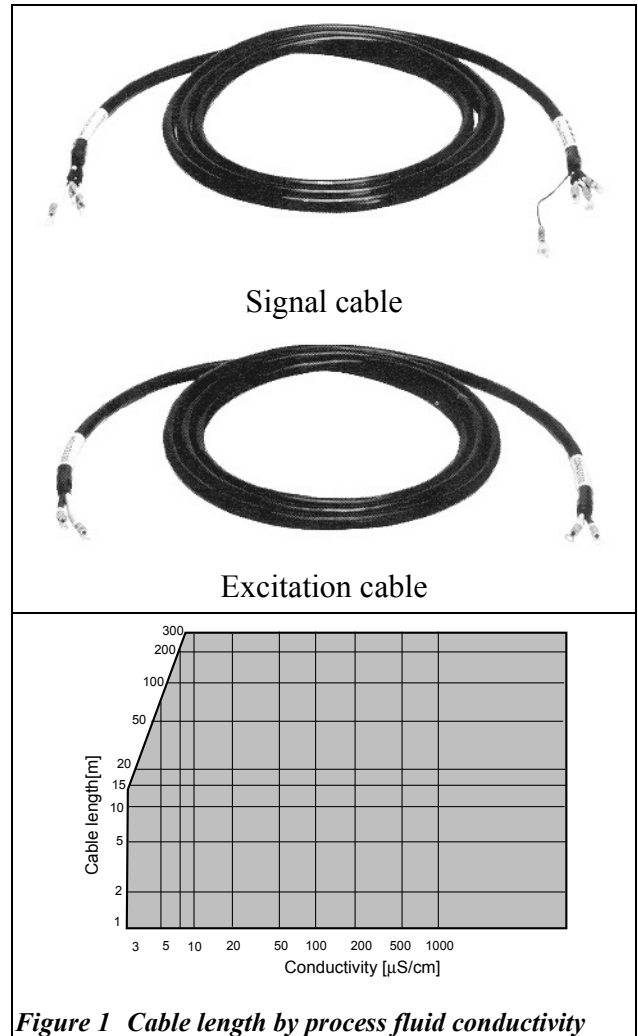 Signal cable
Excitation cable
300
200
100
50
20
15
10
5
2
1
Cable length[m]
3 5 10 20 50 100 200 500 1000
Conductivity [μS/cm]
Figure 1 Cable length by process fluid conductivity